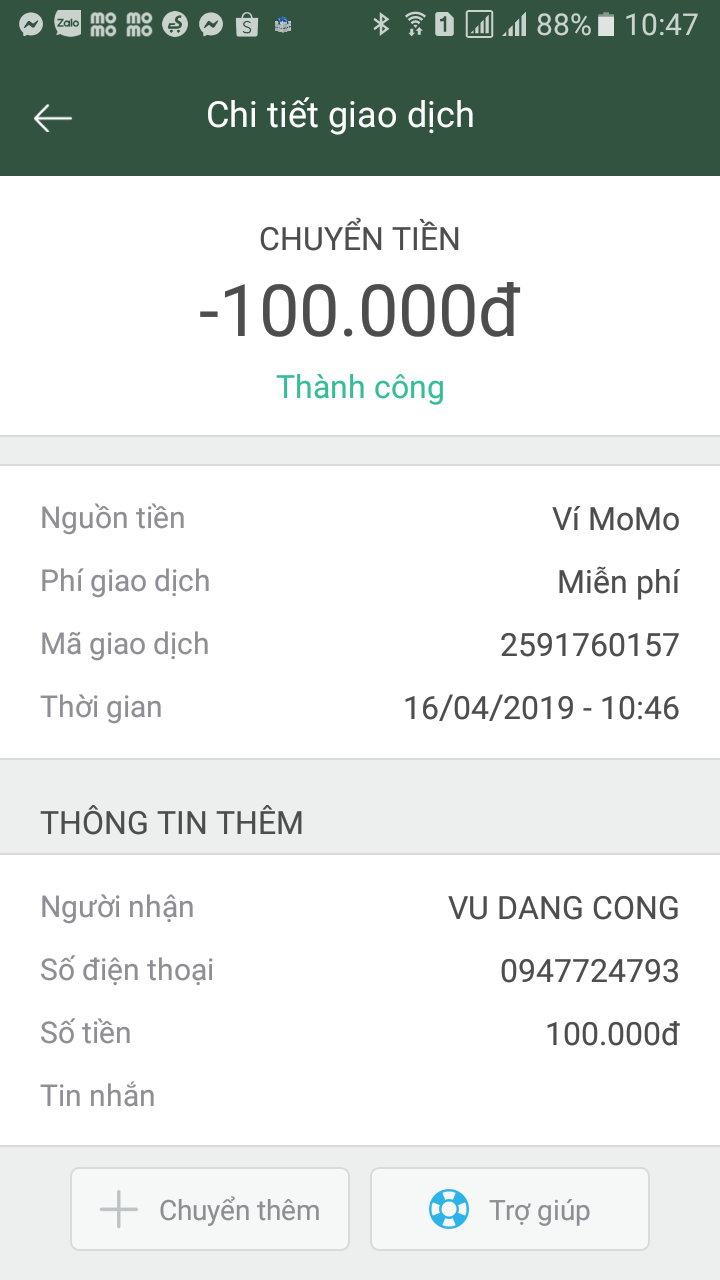 Zalo mo mo mo mo S 1 88% 10:47
Chi tiết giao dịch
CHUYỂN TIỀN
-100.000đ
Thành công
Nguồn tiền Ví MoMo
Phí giao dịch Miễn phí
Mã giao dịch 2591760157
Thời gian 16/04/2019 - 10:46
THÔNG TIN THÊM
Người nhận VU DANG CONG
Số điện thoại 0947724793
Số tiền 100.000đ
Tin nhắn
Chuyển thêm Trợ giúp